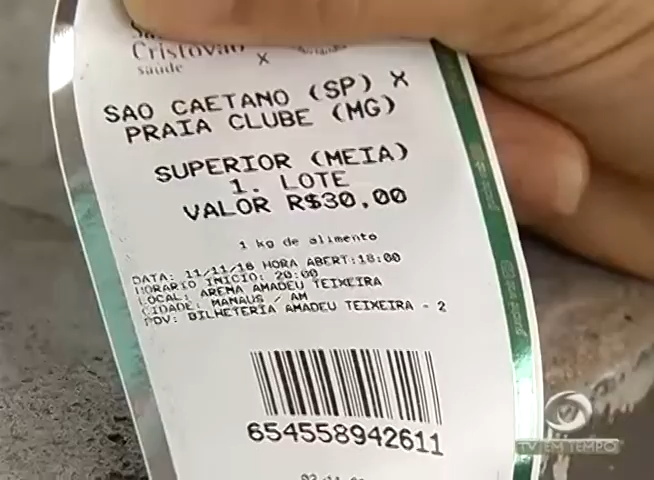 Cristovão X
saúde
SAO CAETANO (SP) X
PRAIA CLUBE (MG)
SUPERIOR (MEIA)
1. LOTE
VALOR R$30,00
1 kg de alimento
DATA: 11/11/18 HORA ABERT:18:00
HORARIO INICIO: 20:00
LOCAL: ARENA AMADEU TEIXEIRA
CIDADE: MANAUS / AM
PDV: BILHETERIA AMADEU TEIXEIRA - 2
654558942611
TV EM TEMPO